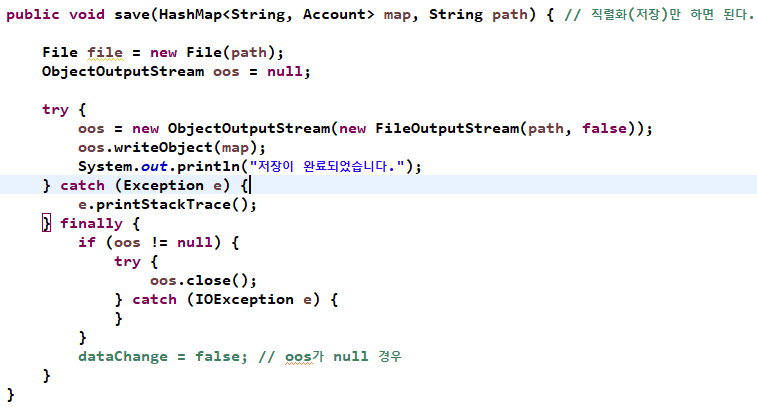 public void save(HashMap<String, Account> map, String path) { // 직렬화(저장)만 하면 된다.
File file = new File(path);
ObjectOutputStream oos = null;
try {
oos = new ObjectOutputStream(new FileOutputStream(path, false));
oos.writeObject(map);
System.out.println("저장이 완료되었습니다.");
} catch (Exception e) {
e.printStackTrace();
} finally {
if (oos != null) {
try {
oos.close();
} catch (IOException e) {
}
}
dataChange = false; // oos가 null 경우
}
}